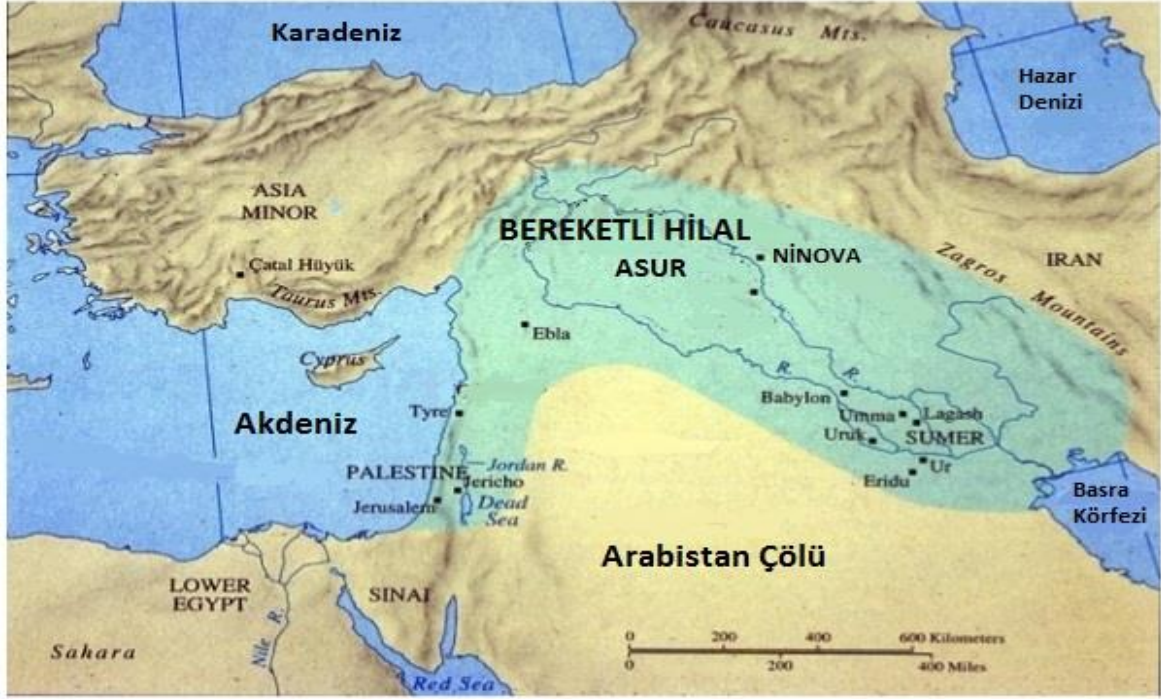 Karadeniz
Caucasus Mts.
Hazar
Denizi
ASIA
MINOR
BEREKETLİ HİLAL
ASUR
NİNOVA
Zagros Mountains
IRAN
Çatal Hüyük
Taurus Mts.
Ebla
Cyprus
R.
R.
Babylon
Tyre
Akdeniz
Umma
Lagash
Uruk
SUMER
PALESTINE
Jordan R.
Ur
Jericho
Eridu
Jerusalem
Dead
Sea
Basra
Körfezi
Arabistan Çölü
LOWER
EGYPT
SINAI
Nile R.
Sahara
0 200 400 600 Kilometers
0 200 400 Miles
Red Sea